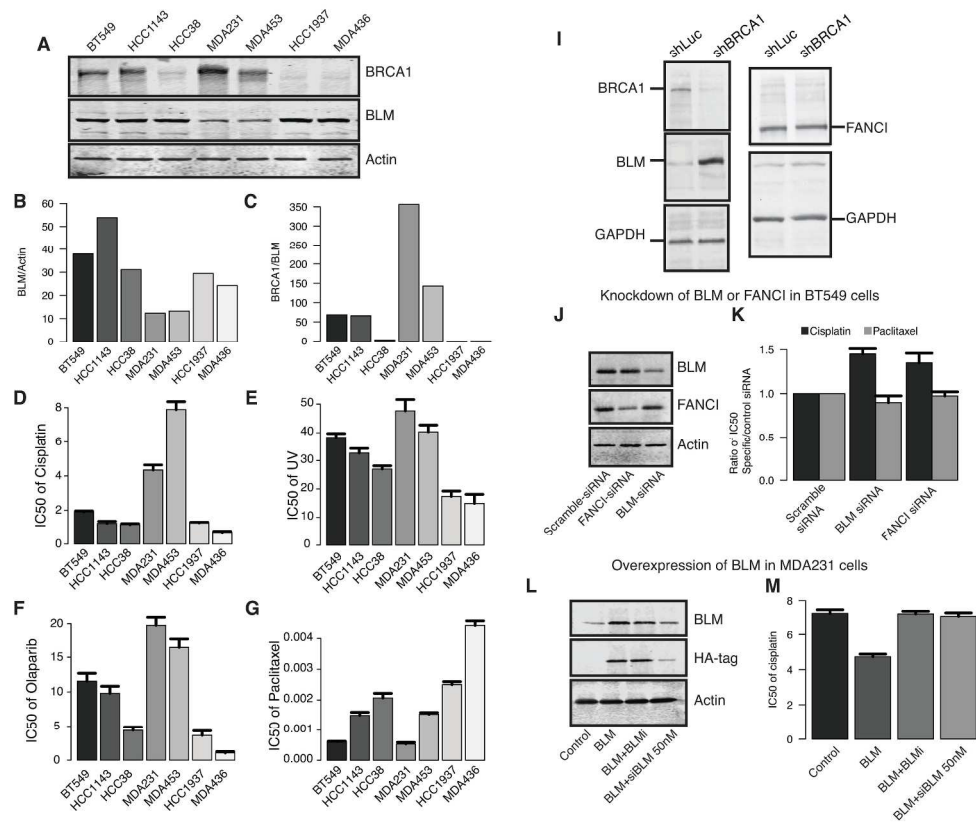 A
BT549
HCC1143
HCC38
MDA231
MDA453
HCC1937
MDA436
BRCA1
BLM
Actin
B
BLM/Actin
60
50
40
30
20
10
0
BT549
HCC1143
HCC38
MDA231
MDA453
HCC1937
MDA436
C
BRCA1/BLM
350
300
250
200
150
100
50
0
BT549
HCC1143
HCC38
MDA231
MDA453
HCC1937
MDA436
D
IC50 of Cisplatin
8
6
4
2
0
BT549
HCC1143
HCC38
MDA231
MDA453
HCC1937
MDA436
E
IC50 of UV
50
40
30
20
10
0
BT549
HCC1143
HCC38
MDA231
MDA453
HCC1937
MDA436
F
IC50 of Olaparib
20
15
10
5
0
BT549
HCC1143
HCC38
MDA231
MDA453
HCC1937
MDA436
G
IC50 of Paclitaxel
0.004
0.003
0.002
0.001
0.000
BT549
HCC1143
HCC38
MDA231
MDA453
HCC1937
MDA436
I
shLuc
shBRCA1
BRCA1
BLM
GAPDH
shLuc
shBRCA1
FANCI
GAPDH
Knockdown of BLM or FANCI in BT549 cells
J
BLM
FANCI
Actin
Scramble-siRNA
FANCI-siRNA
BLM-siRNA
K
Cisplatin
Paclitaxel
Ratio of IC50
Specific/control siRNA
1.5
1.0
0.5
0.0
Scramble
siRNA
BLM siRNA
FANCI siRNA
Overexpression of BLM in MDA231 cells
L
BLM
HA-tag
Actin
Control
BLM
BLM+BLMi
BLM+siBLM 50nM
M
IC50 of cisplatin
8
6
4
2
0
Control
BLM
BLM+BLMi
BLM+siBLM 50nM